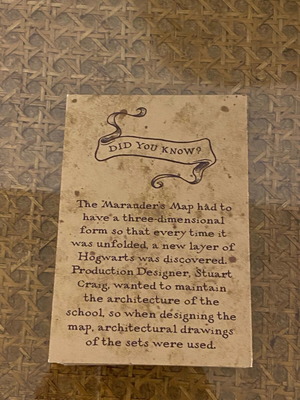 DID YOU KNOW?
The Marauder's Map had to
have a three-dimensional
form so that every time it
was unfolded, a new layer of
Hogwarts was discovered.
Production Designer, Stuart
Craig, wanted to maintain
the architecture of the
school, so when designing the
map, architectural drawings
of the sets were used.